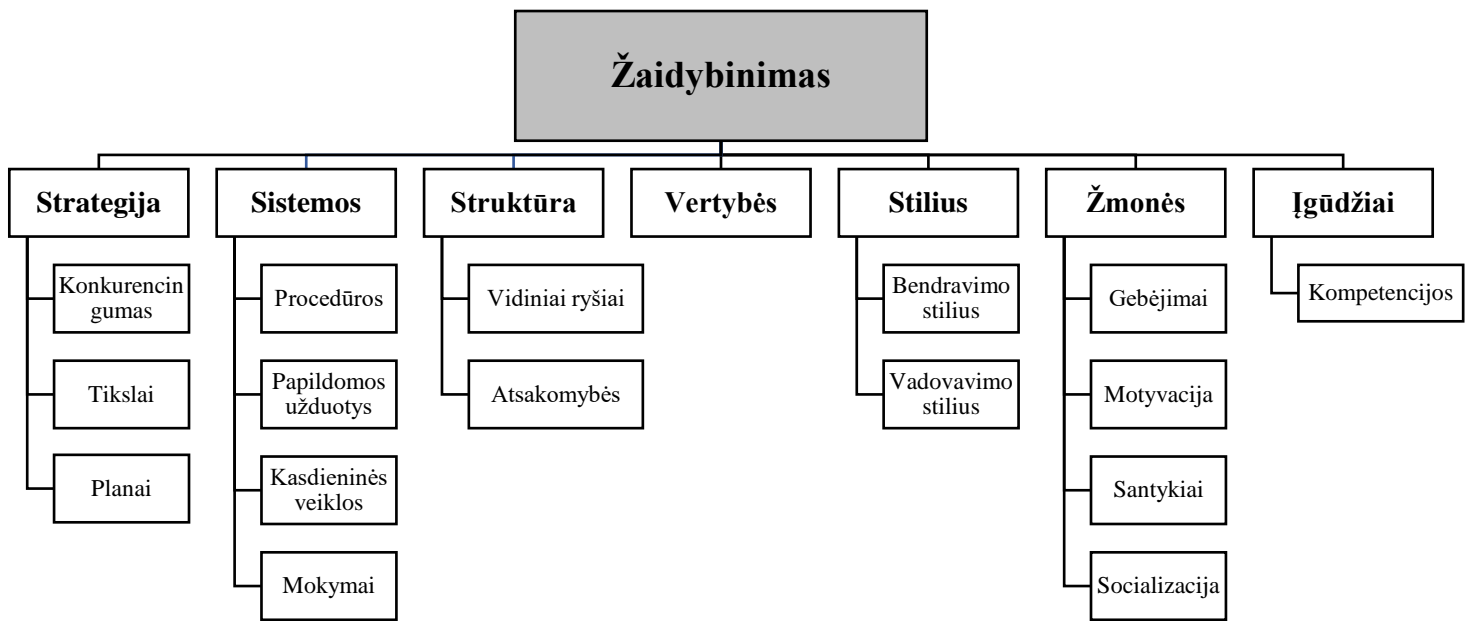 Žaidybinimas
Strategija
Konkurencin
gumas
Tikslai
Planai
Sistemos
Procedūros
Papildomos
užduotys
Kasdieninės
veiklos
Mokymai
Struktūra
Vidiniai ryšiai
Atsakomybės
Vertybės
Stilius
Bendravimo
stilius
Vadovavimo
stilius
Žmonės
Gebėjimai
Motyvacija
Santykiai
Socializacija
Įgūdžiai
Kompetencijos